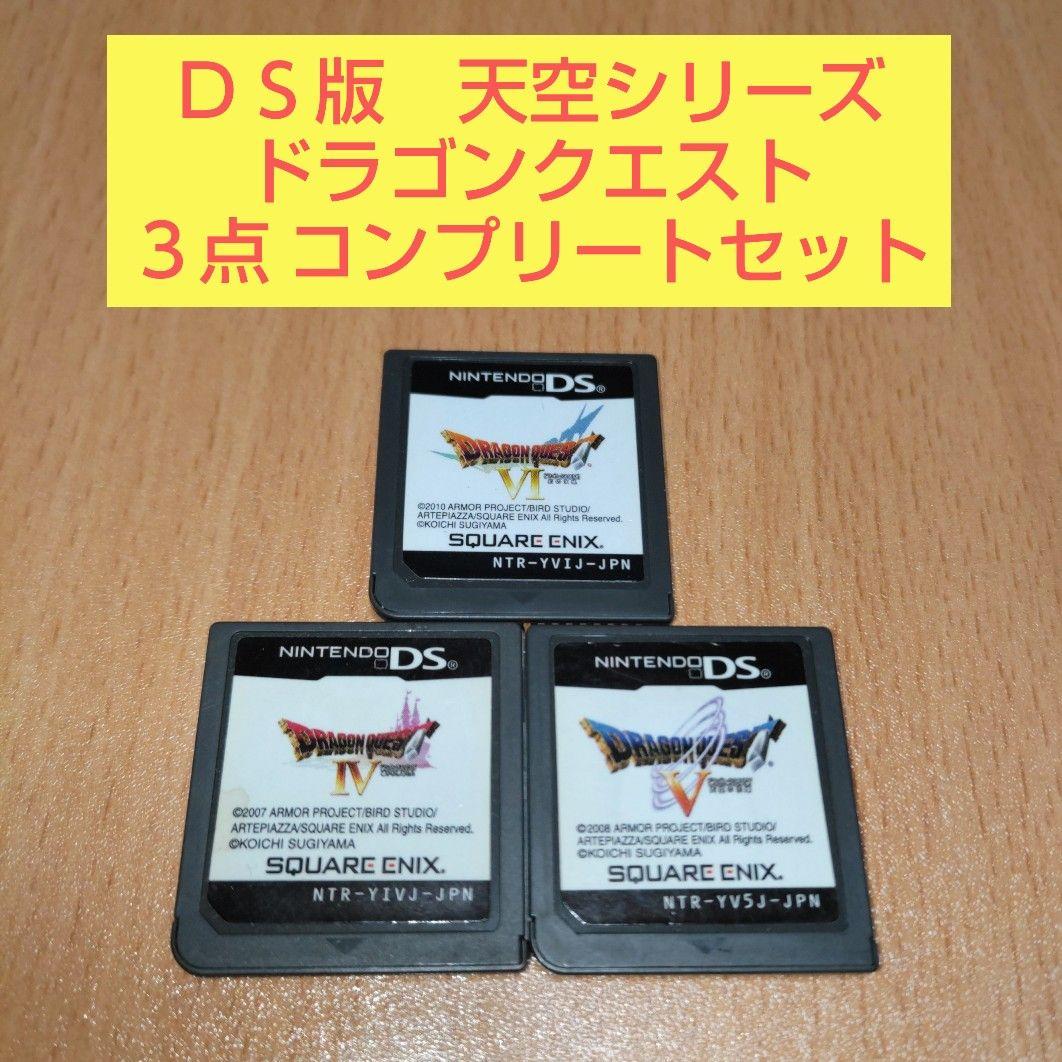 ＤＳ版　天空シリーズ
ドラゴンクエスト
３点 コンプリートセット
NINTENDO DS®
DRAGON QUEST
VI
©2010 ARMOR PROJECT/BIRD STUDIO/
ARTEPIAZZA/SQUARE ENIX All Rights Reserved.
©KOICHI SUGIYAMA
SQUARE ENIX®
NTR-YVIJ-JPN
NINTENDO DS®
DRAGON QUEST
IV
©2007 ARMOR PROJECT/BIRD STUDIO/
ARTEPIAZZA/SQUARE ENIX All Rights Reserved.
©KOICHI SUGIYAMA
SQUARE ENIX®
NTR-YIVJ-JPN
NINTENDO DS®
DRAGON QUEST
V
©2008 ARMOR PROJECT/BIRD STUDIO/
ARTEPIAZZA/SQUARE ENIX All Rights Reserved.
©KOICHI SUGIYAMA
SQUARE ENIX®
NTR-YV5J-JPN